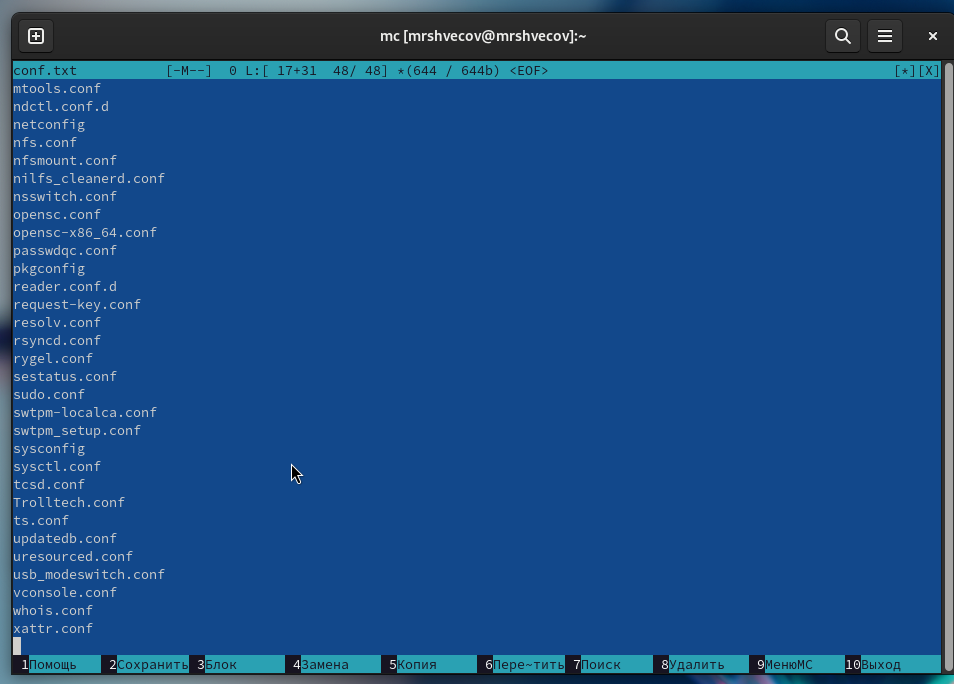 mc [mrshvecov@mrshvecov]:~
conf.txt [-M--] 0 L:[ 17+31 48/ 48] *(644 / 644b) <EOF> [*][X]
mtools.conf
ndctl.conf.d
netconfig
nfs.conf
nfsmount.conf
nilfs_cleanerd.conf
nsswitch.conf
opensc.conf
opensc-x86_64.conf
passwdqc.conf
pkgconfig
reader.conf.d
request-key.conf
resolv.conf
rsyncd.conf
rygel.conf
sestatus.conf
sudo.conf
swtpm-localca.conf
swtpm_setup.conf
sysconfig
sysctl.conf
tcsd.conf
Trolltech.conf
ts.conf
updatedb.conf
uresourced.conf
usb_modeswitch.conf
vconsole.conf
whois.conf
xattr.conf
1Помощь 2Сохранить 3Блок 4Замена 5Копия 6Пере~тить 7Поиск 8Удалить 9МенюМС 10Выход